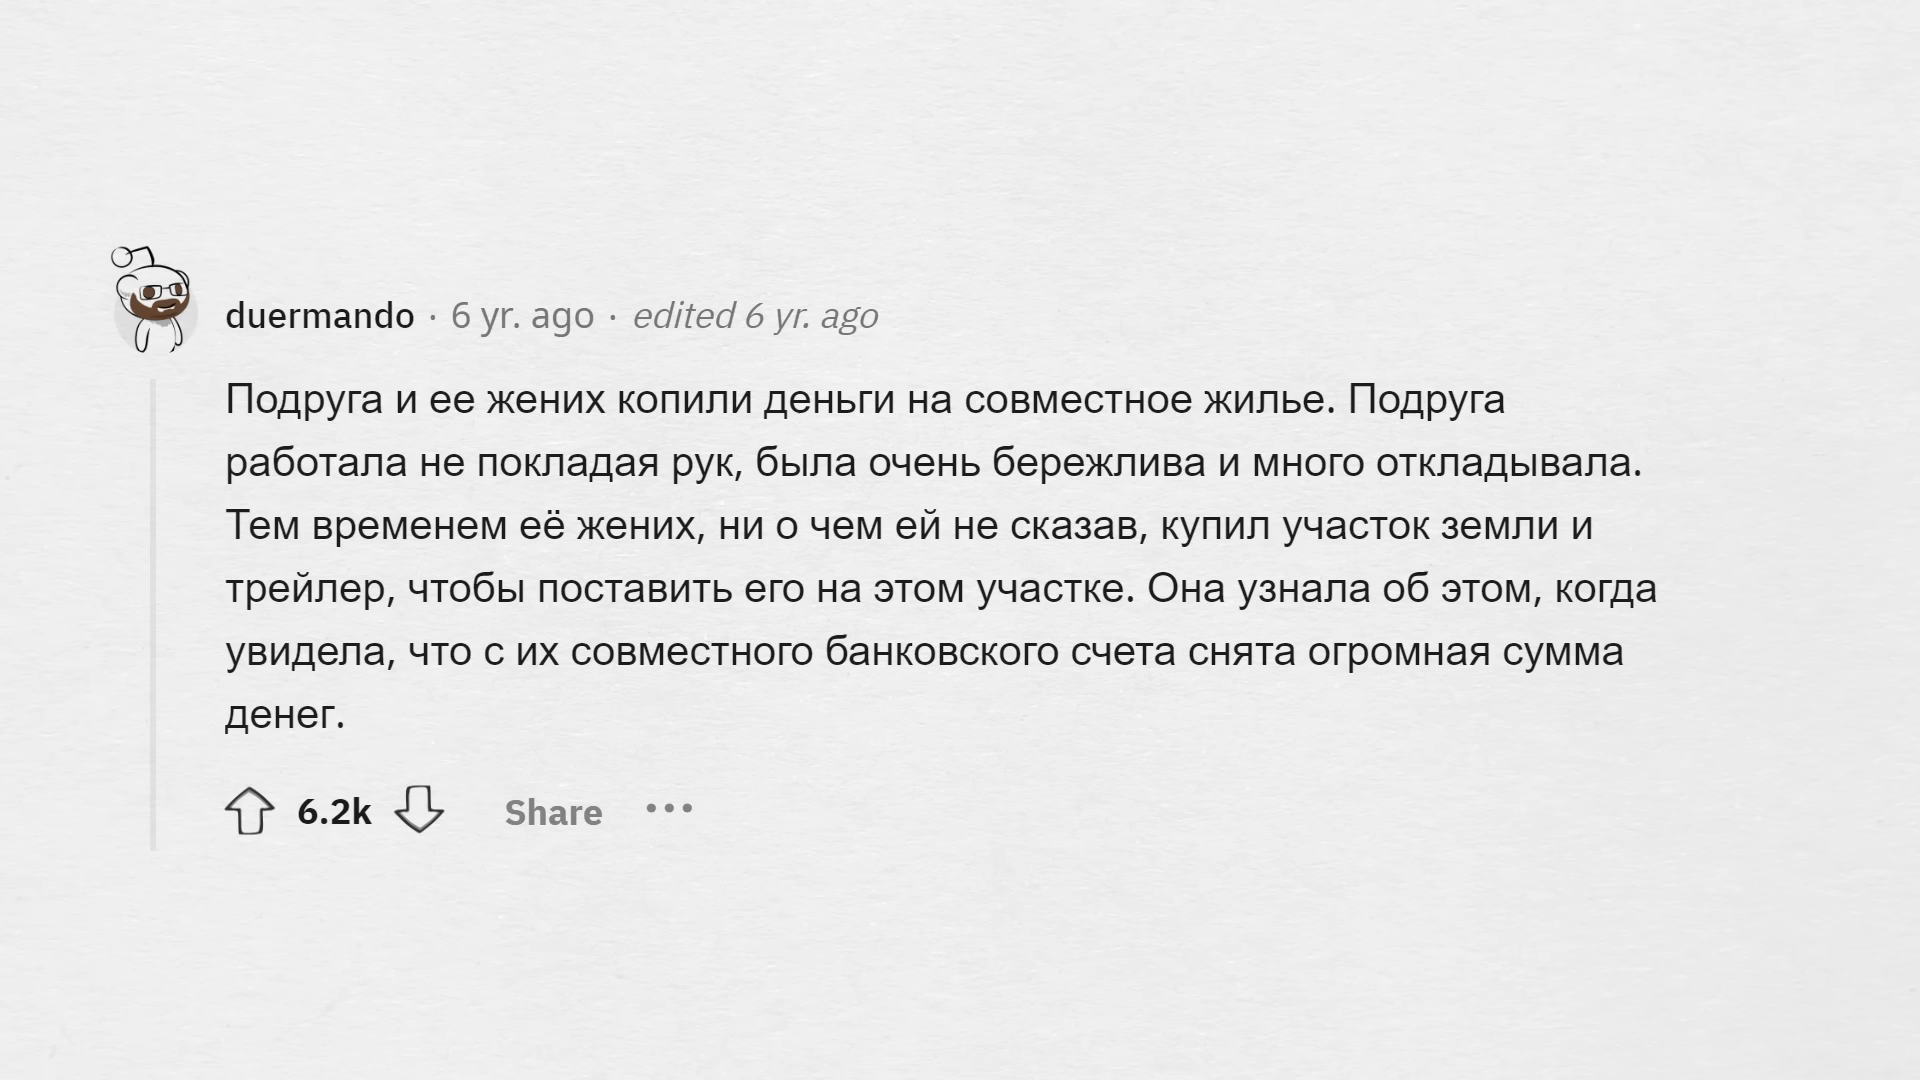 duermando · 6 yr. ago · edited 6 yr. ago
Подруга и ее жених копили деньги на совместное жилье. Подруга
работала не покладая рук, была очень бережлива и много откладывала.
Тем временем её жених, ни о чем ей не сказав, купил участок земли и
трейлер, чтобы поставить его на этом участке. Она узнала об этом, когда
увидела, что с их совместного банковского счета снята огромная сумма
денег.
6.2k Share •••